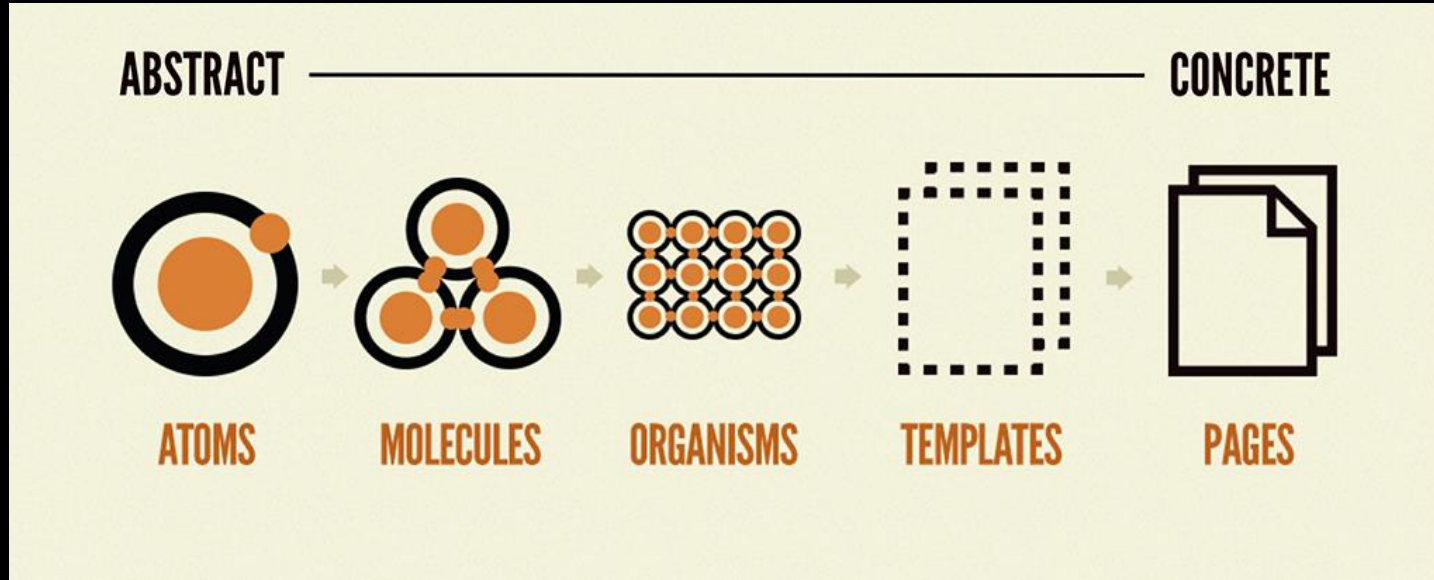 ABSTRACT CONCRETE
ATOMS MOLECULES ORGANISMS TEMPLATES PAGES